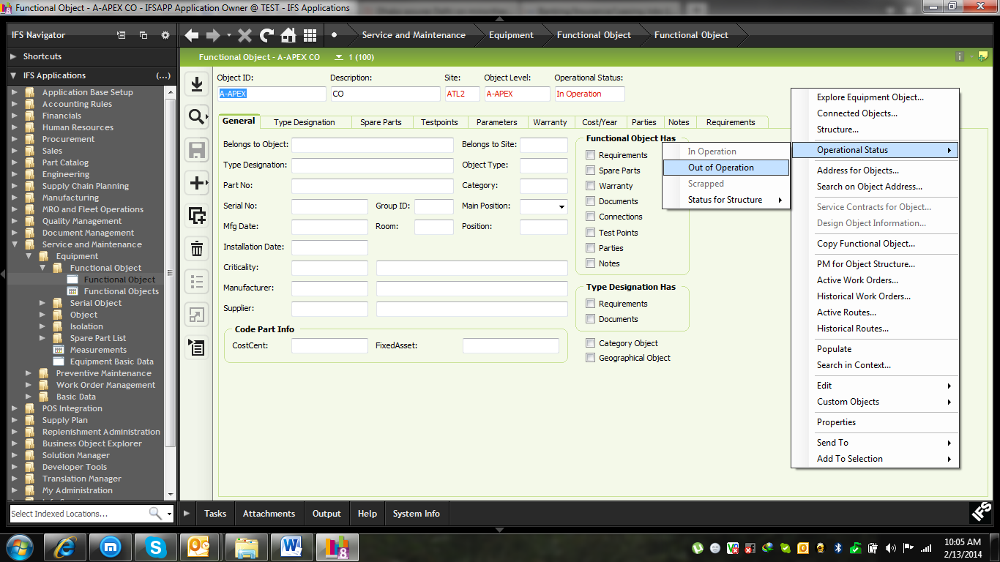 Functional Object - A-APEX CO - IFSAPP Application Owner @ TEST - IFS Applications
IFS Navigator
Service and Maintenance
Equipment
Functional Object
Functional Object
Shortcuts
IFS Applications
(...)
Application Base Setup
Accounting Rules
Financials
Human Resources
Procurement
Sales
Part Catalog
Engineering
Supply Chain Planning
Manufacturing
MRO and Fleet Operations
Quality Management
Document Management
Service and Maintenance
Equipment
Functional Object
Functional Object
Functional Objects
Serial Object
Object
Isolation
Spare Part List
Measurements
Equipment Basic Data
Preventive Maintenance
Work Order Management
Basic Data
POS Integration
Supply Plan
Replenishment Administration
Business Object Explorer
Solution Manager
Developer Tools
Translation Manager
My Administration
Select Indexed Locations...
Functional Object - A-APEX CO
1 (100)
Object ID:
Description:
Site:
Object Level:
Operational Status:
A-APEX
CO
ATL2
A-APEX
In Operation
General
Type Designation
Spare Parts
Testpoints
Parameters
Warranty
Cost/Year
Parties
Notes
Requirements
Belongs to Object:
Belongs to Site:
Type Designation:
Object Type:
Part No:
Category:
Serial No:
Group ID:
Main Position:
Mfg Date:
Room:
Position:
Installation Date:
Criticality:
Manufacturer:
Supplier:
Code Part Info
CostCent:
FixedAsset:
Functional Object Has
Requirements
Spare Parts
Warranty
Documents
Connections
Test Points
Parties
Notes
Type Designation Has
Requirements
Documents
Category Object
Geographical Object
In Operation
Out of Operation
Scrapped
Status for Structure
Explore Equipment Object...
Connected Objects...
Structure...
Operational Status
Address for Objects...
Search on Object Address...
Service Contracts for Object...
Design Object Information...
Copy Functional Object...
PM for Object Structure...
Active Work Orders...
Historical Work Orders...
Active Routes...
Historical Routes...
Populate
Search in Context...
Edit
Custom Objects
Properties
Send To
Add To Selection
Tasks
Attachments
Output
Help
System Info
IFS
10:05 AM
2/13/2014